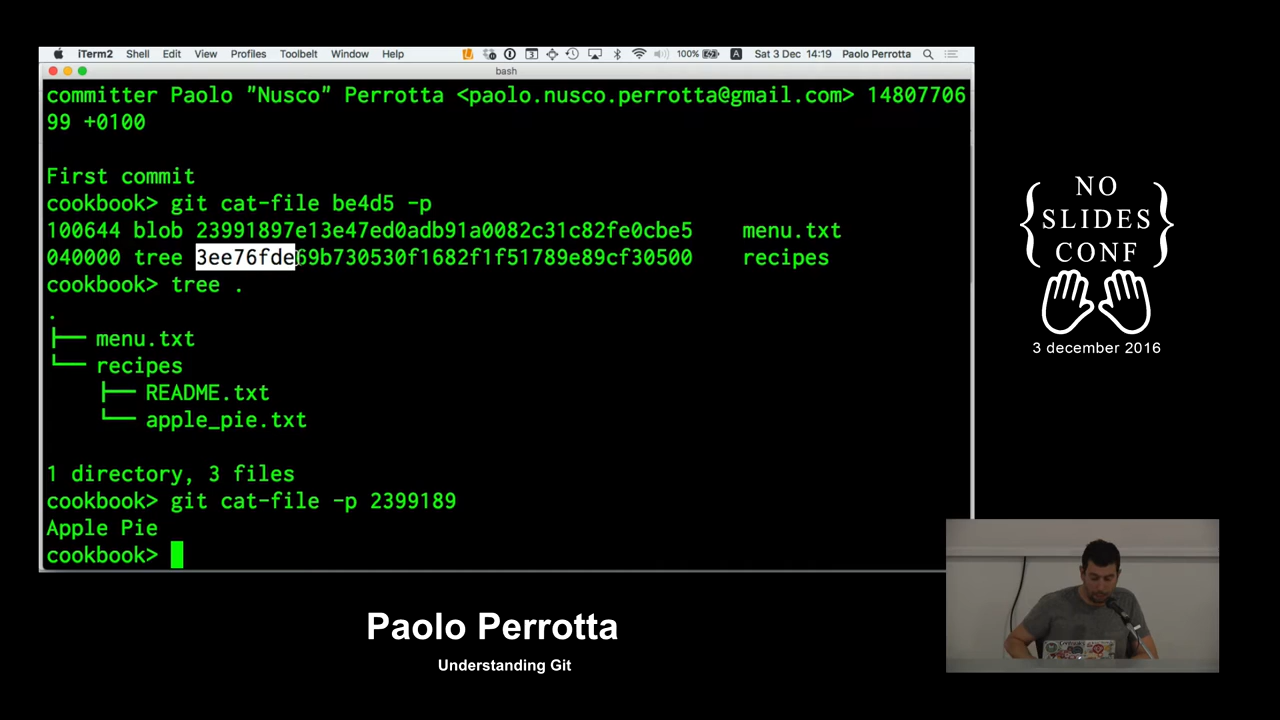 iTerm2 Shell Edit View Profiles Toolbelt Window Help 100% A Sat 3 Dec 14:19 Paolo Perrotta
bash
committer Paolo "Nusco" Perrotta <paolo.nusco.perrotta@gmail.com> 14807706
99 +0100
First commit
cookbook> git cat-file be4d5 -p
100644 blob 23991897e13e47ed0adb91a0082c31c82fe0cbe5 menu.txt
040000 tree 3ee76fde69b730530f1682f1f51789e89cf30500 recipes
cookbook> tree .
.
├── menu.txt
└── recipes
├── README.txt
└── apple_pie.txt
1 directory, 3 files
cookbook> git cat-file -p 2399189
Apple Pie
cookbook>
NO
SLIDES
CONF
3 december 2016
Paolo Perrotta
Understanding Git